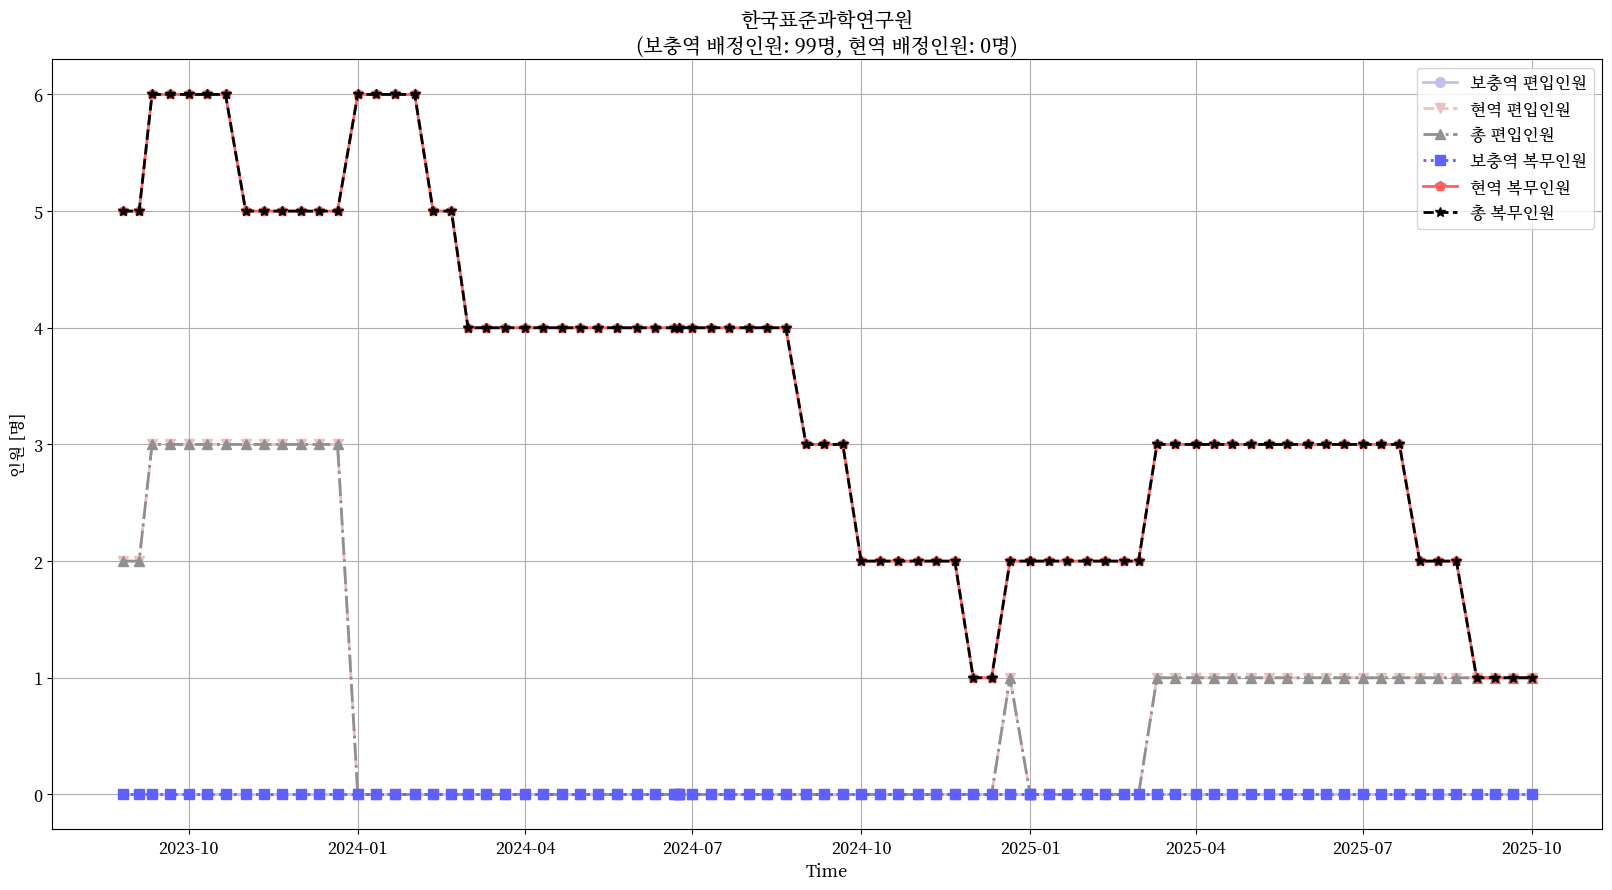 한국표준과학연구원
(보충역 배정인원: 99명, 현역 배정인원: 0명)
보충역 편입인원
현역 편입인원
총 편입인원
보충역 복무인원
현역 복무인원
총 복무인원
인원 [명]
6
5
4
3
2
1
0
2023-10
2024-01
2024-04
2024-07
2024-10
2025-01
2025-04
2025-07
2025-10
Time